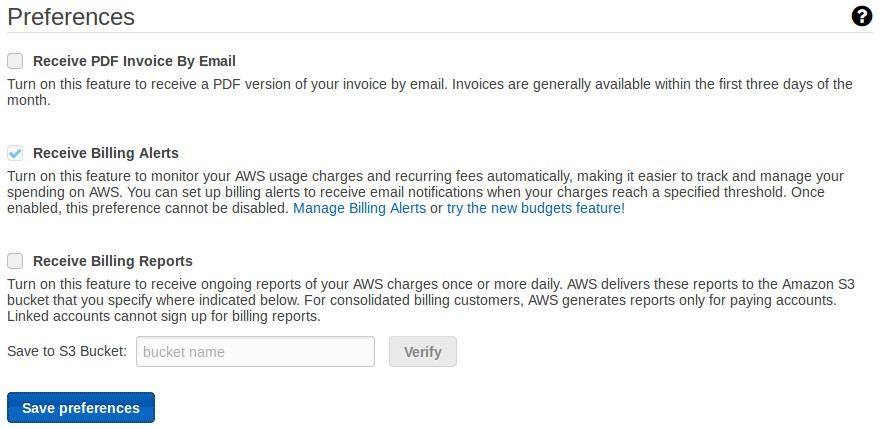 Preferences
?
Receive PDF Invoice By Email
Turn on this feature to receive a PDF version of your invoice by email. Invoices are generally available within the first three days of the
month.
Receive Billing Alerts
Turn on this feature to monitor your AWS usage charges and recurring fees automatically, making it easier to track and manage your
spending on AWS. You can set up billing alerts to receive email notifications when your charges reach a specified threshold. Once
enabled, this preference cannot be disabled. Manage Billing Alerts or try the new budgets feature!
Receive Billing Reports
Turn on this feature to receive ongoing reports of your AWS charges once or more daily. AWS delivers these reports to the Amazon S3
bucket that you specify where indicated below. For consolidated billing customers, AWS generates reports only for paying accounts.
Linked accounts cannot sign up for billing reports.
Save to S3 Bucket: bucket name Verify
Save preferences